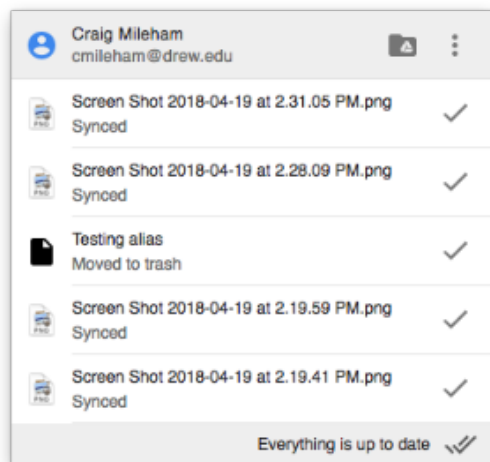 Craig Mileham
cmileham@drew.edu
Screen Shot 2018-04-19 at 2.31.05 PM.png
Synced
Screen Shot 2018-04-19 at 2.28.09 PM.png
Synced
Testing alias
Moved to trash
Screen Shot 2018-04-19 at 2.19.59 PM.png
Synced
Screen Shot 2018-04-19 at 2.19.41 PM.png
Synced
Everything is up to date